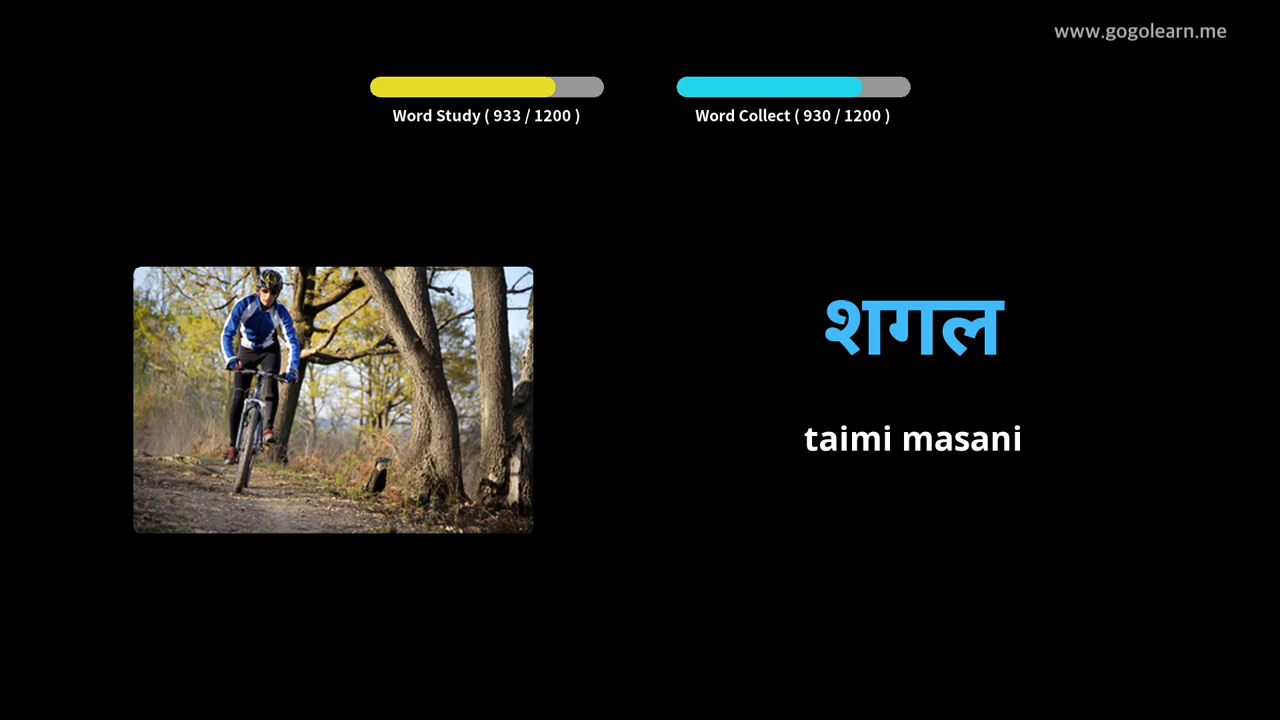 www.gogolearn.me
Word Study ( 933 / 1200 )
Word Collect ( 930 / 1200 )
शगल
taimi masani